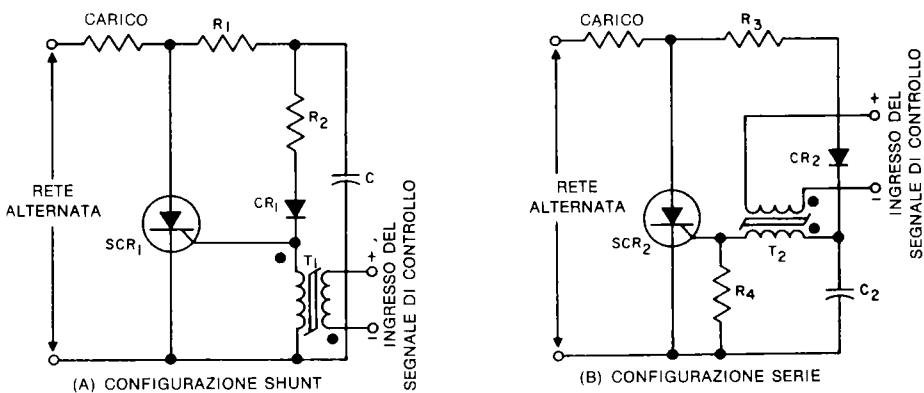 CARICO
R1
R2
C
CR1
RETE
ALTERNATA
SCR1
T1
+
-
INGRESSO DEL
SEGNALE DI CONTROLLO
(A) CONFIGURAZIONE SHUNT
CARICO
R3
+
-
INGRESSO DEL
SEGNALE DI CONTROLLO
CR2
RETE
ALTERNATA
SCR2
T2
R4
C2
(B) CONFIGURAZIONE SERIE